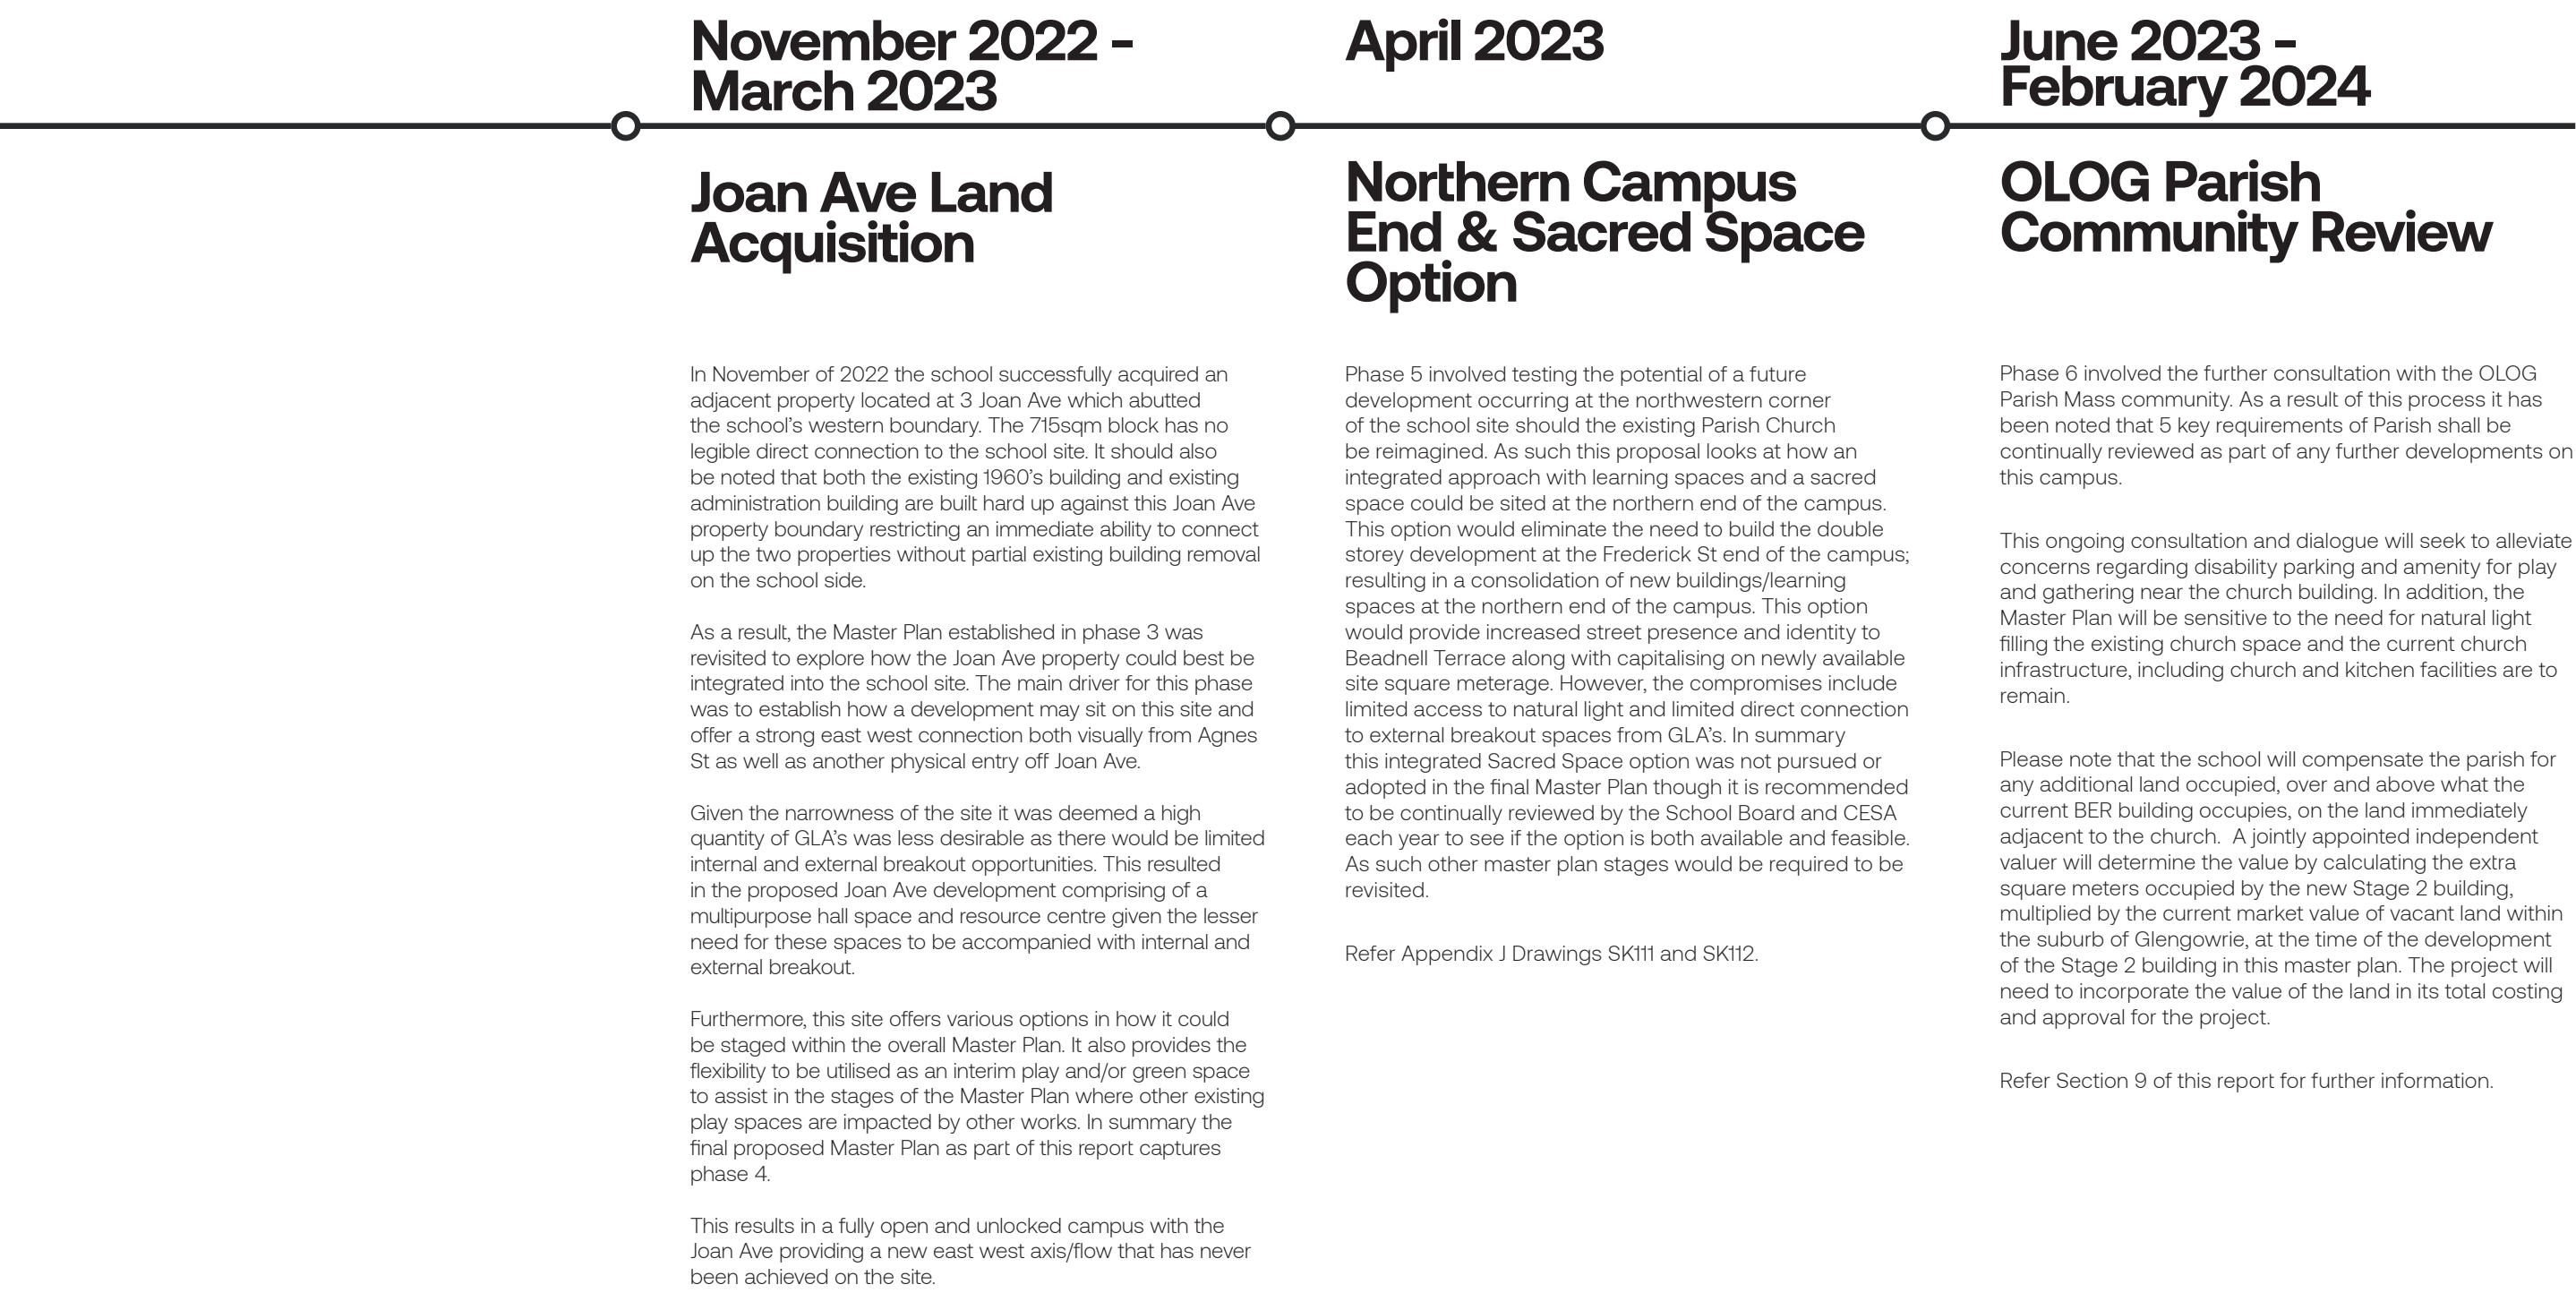 November 2022 -
March 2023
Joan Ave Land
Acquisition
In November of 2022 the school successfully acquired an
adjacent property located at 3 Joan Ave which abutted
the school’s western boundary. The 715sqm block has no
legible direct connection to the school site. It should also
be noted that both the existing 1960’s building and existing
administration building are built hard up against this Joan Ave
property boundary restricting an immediate ability to connect
up the two properties without partial existing building removal
on the school side.
As a result, the Master Plan established in phase 3 was
revisited to explore how the Joan Ave property could best be
integrated into the school site. The main driver for this phase
was to establish how a development may sit on this site and
offer a strong east west connection both visually from Agnes
St as well as another physical entry off Joan Ave.
Given the narrowness of the site it was deemed a high
quantity of GLA’s was less desirable as there would be limited
internal and external breakout opportunities. This resulted
in the proposed Joan Ave development comprising of a
multipurpose hall space and resource centre given the lesser
need for these spaces to be accompanied with internal and
external breakout.
Furthermore, this site offers various options in how it could
be staged within the overall Master Plan. It also provides the
flexibility to be utilised as an interim play and/or green space
to assist in the stages of the Master Plan where other existing
play spaces are impacted by other works. In summary the
final proposed Master Plan as part of this report captures
phase 4.
This results in a fully open and unlocked campus with the
Joan Ave providing a new east west axis/flow that has never
been achieved on the site.
April 2023
Northern Campus
End & Sacred Space
Option
Phase 5 involved testing the potential of a future
development occurring at the northwestern corner
of the school site should the existing Parish Church
be reimagined. As such this proposal looks at how an
integrated approach with learning spaces and a sacred
space could be sited at the northern end of the campus.
This option would eliminate the need to build the double
storey development at the Frederick St end of the campus;
resulting in a consolidation of new buildings/learning
spaces at the northern end of the campus. This option
would provide increased street presence and identity to
Beadnell Terrace along with capitalising on newly available
site square meterage. However, the compromises include
limited access to natural light and limited direct connection
to external breakout spaces from GLA’s. In summary
this integrated Sacred Space option was not pursued or
adopted in the final Master Plan though it is recommended
to be continually reviewed by the School Board and CESA
each year to see if the option is both available and feasible.
As such other master plan stages would be required to be
revisited.
Refer Appendix J Drawings SK111 and SK112.
June 2023 -
February 2024
OLOG Parish
Community Review
Phase 6 involved the further consultation with the OLOG
Parish Mass community. As a result of this process it has
been noted that 5 key requirements of Parish shall be
continually reviewed as part of any further developments on
this campus.
This ongoing consultation and dialogue will seek to alleviate
concerns regarding disability parking and amenity for play
and gathering near the church building. In addition, the
Master Plan will be sensitive to the need for natural light
filling the existing church space and the current church
infrastructure, including church and kitchen facilities are to
remain.
Please note that the school will compensate the parish for
any additional land occupied, over and above what the
current BER building occupies, on the land immediately
adjacent to the church.  A jointly appointed independent
valuer will determine the value by calculating the extra
square meters occupied by the new Stage 2 building,
multiplied by the current market value of vacant land within
the suburb of Glengowrie, at the time of the development
of the Stage 2 building in this master plan. The project will
need to incorporate the value of the land in its total costing
and approval for the project.
Refer Section 9 of this report for further information.